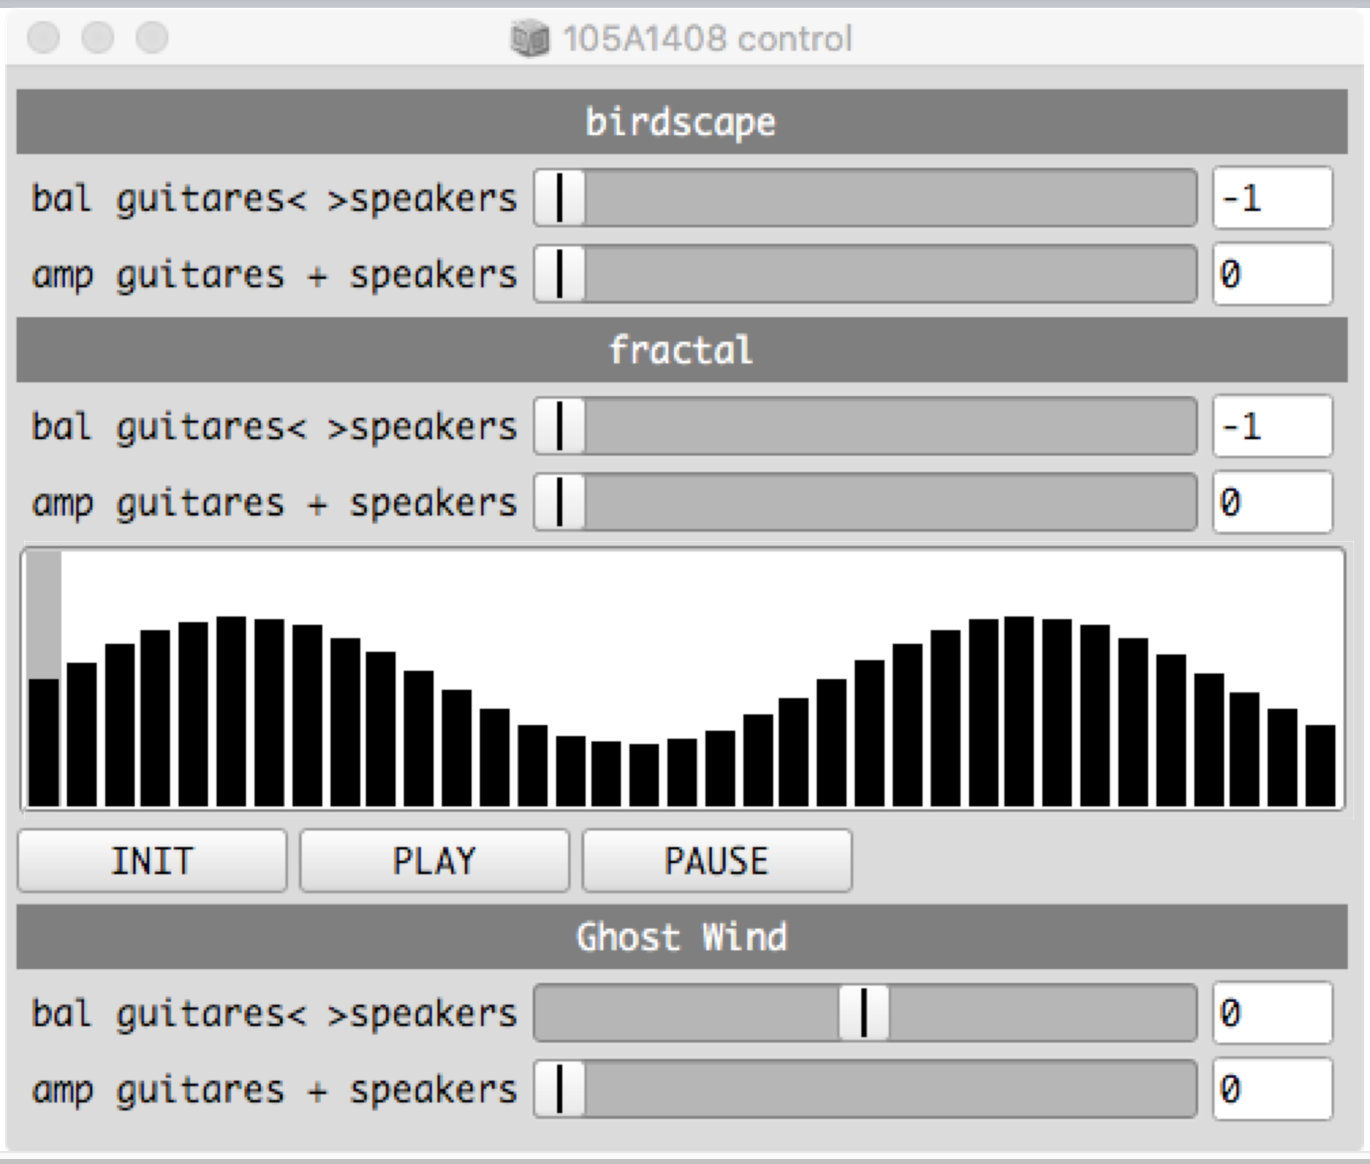 105A1408 control
birdscape
bal guitares< >speakers -1
amp guitares + speakers 0
fractal
bal guitares< >speakers -1
amp guitares + speakers 0
INIT PLAY PAUSE
Ghost Wind
bal guitares< >speakers 0
amp guitares + speakers 0